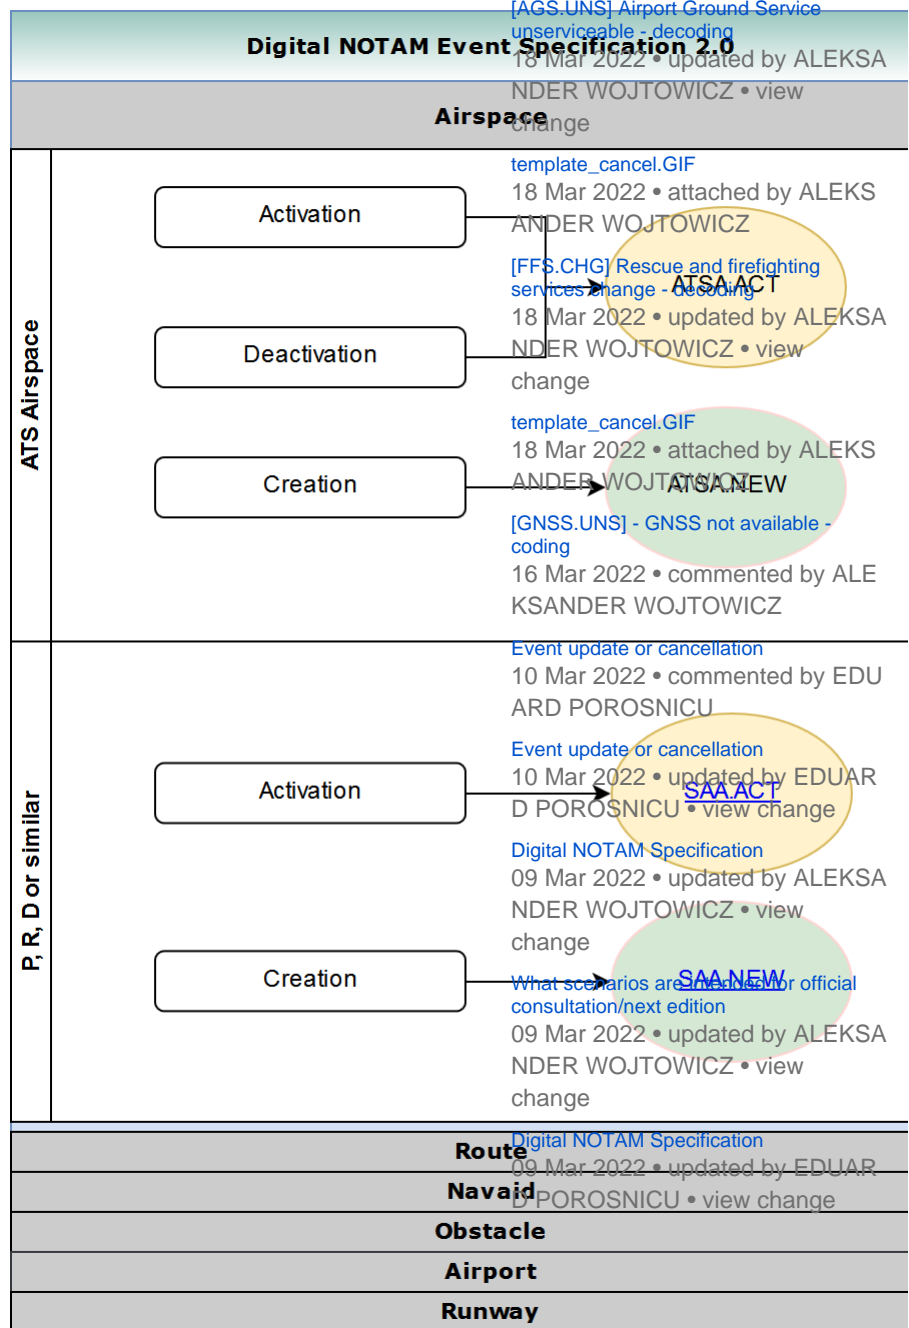 [AGS.UNS] Airport Ground Service
unserviceable - decoding
Digital NOTAM Event Specification 2.0
18 Mar 2022 • updated by ALEKSA
NDER WOJTOWICZ • view
change
Airspace
ATS Airspace
template_cancel.GIF
18 Mar 2022 • attached by ALEKS
ANDER WOJTOWICZ
Activation
[FFS.CHG] Rescue and firefighting
services change - decoding
ATSA.ACT
18 Mar 2022 • updated by ALEKSA
NDER WOJTOWICZ • view
change
Deactivation
template_cancel.GIF
18 Mar 2022 • attached by ALEKS
ANDER WOJTOWICZ
Creation
ATSA.NEW
[GNSS.UNS] - GNSS not available -
coding
16 Mar 2022 • commented by ALE
KSANDER WOJTOWICZ
P, R, D or similar
Event update or cancellation
10 Mar 2022 • commented by EDU
ARD POROSNICU
Event update or cancellation
10 Mar 2022 • updated by EDUAR
D POROSNICU • view change
Activation
SAA.ACT
Digital NOTAM Specification
09 Mar 2022 • updated by ALEKSA
NDER WOJTOWICZ • view
change
Creation
SAA.NEW
What scenarios are intended for official
consultation/next edition
09 Mar 2022 • updated by ALEKSA
NDER WOJTOWICZ • view
change
Digital NOTAM Specification
09 Mar 2022 • updated by EDUAR
D POROSNICU • view change
Route
Navaid
Obstacle
Airport
Runway